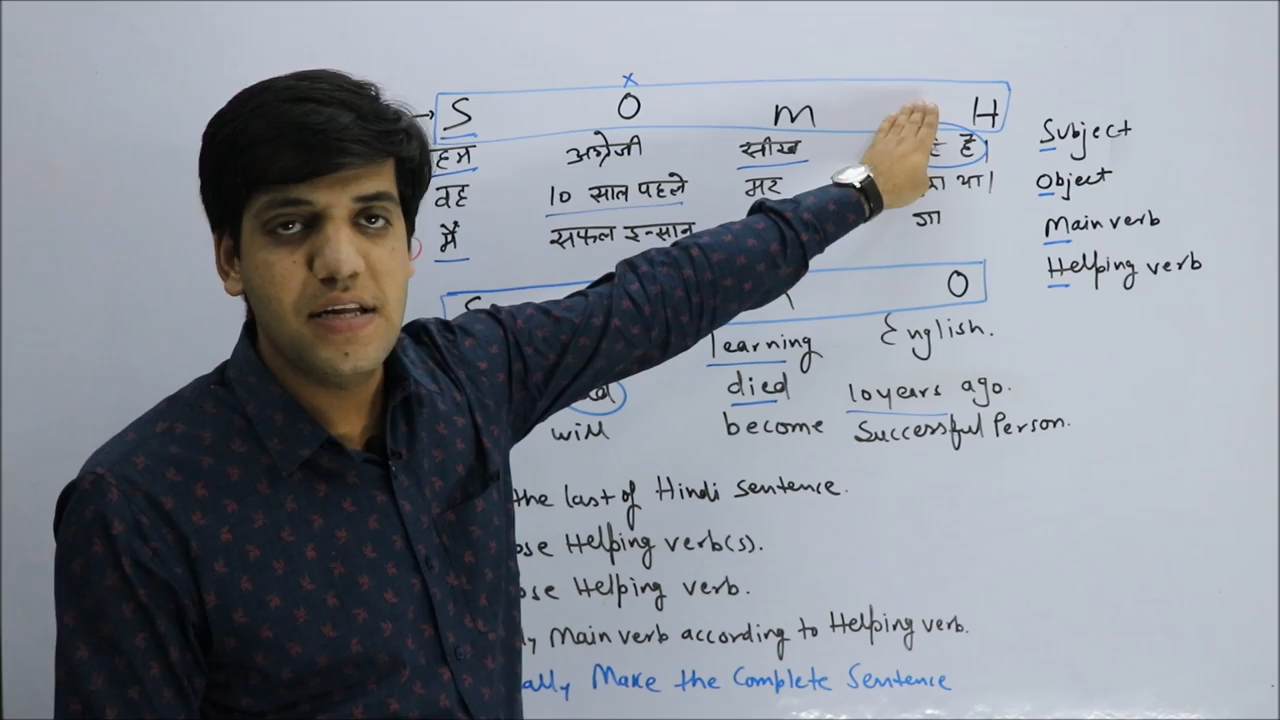 S O M H
हम अंग्रेजी सीख हैं।
वह 10 साल पहले मर था।
मैं सफल इन्सान जा
Subject
Object
Main verb
Helping verb
O
learning English.
died 10 years ago.
will become Successful Person.
the last of Hindi sentence.
Helping verb(s).
Helping verb.
Main verb according to Helping verb.
Make the Complete Sentence